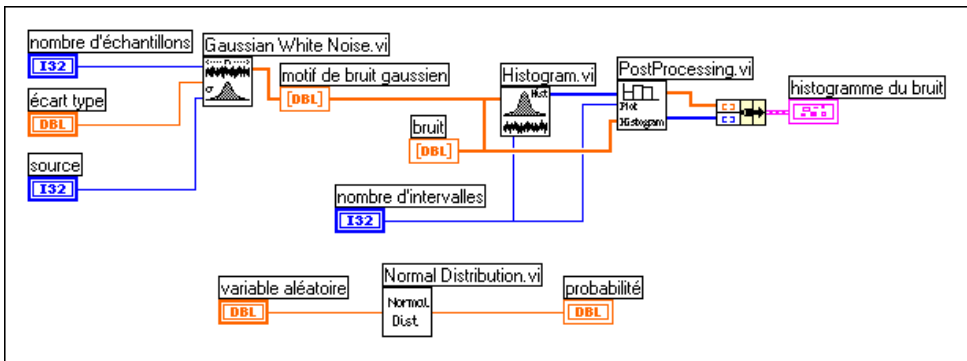 nombre d'échantillons
I32
Gaussian White Noise.vi
σ
motif de bruit gaussien
[DBL]
Histogram.vi
Hist
PostProcessing.vi
Plot
Histogram
histogramme du bruit
écart type
DBL
bruit
[DBL]
source
I32
nombre d'intervalles
I32
variable aléatoire
DBL
Normal Distribution.vi
Normal
Dist.
probabilité
DBL